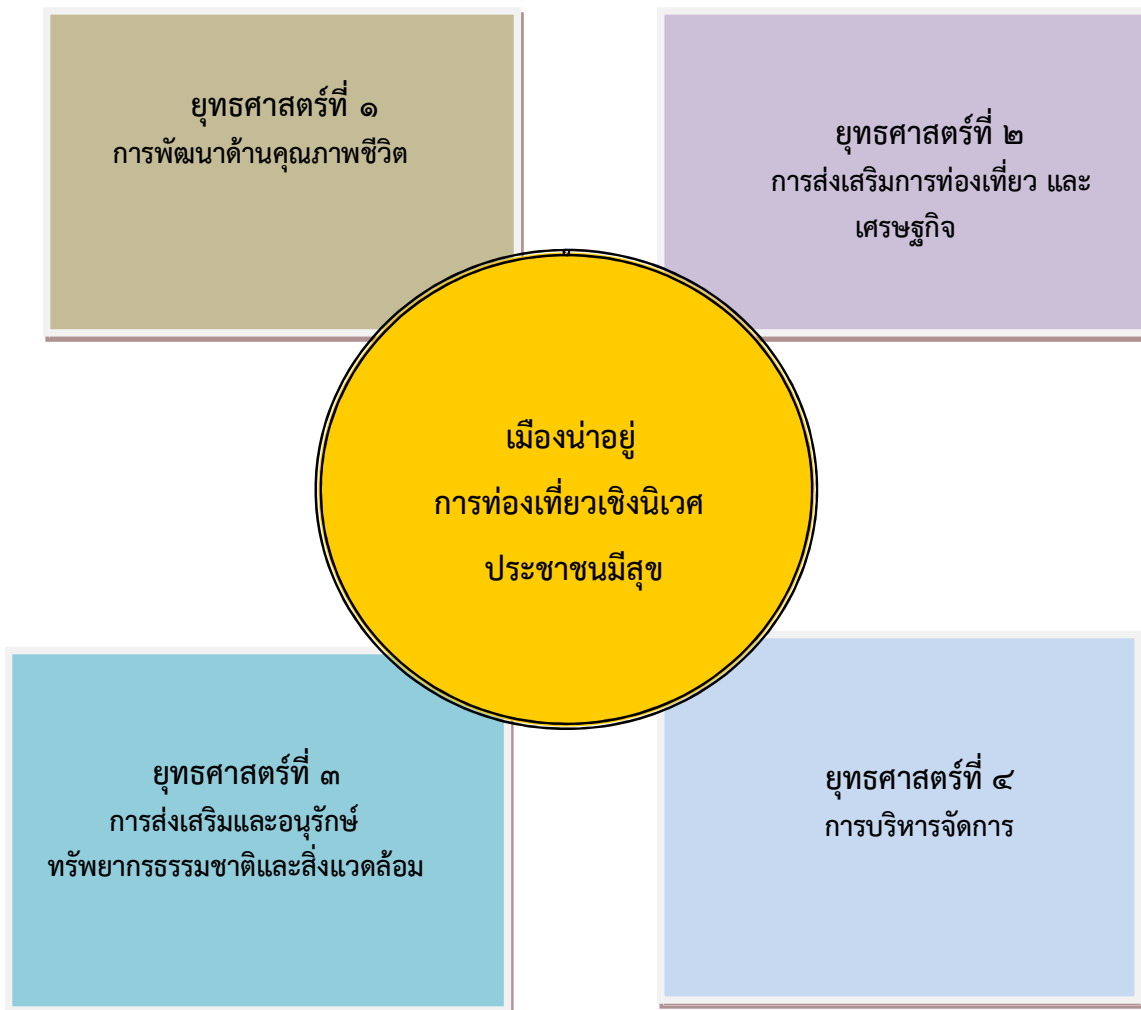 ยุทธศาสตร์ที่ ๑
การพัฒนาด้านคุณภาพชีวิต
ยุทธศาสตร์ที่ ๒
การส่งเสริมการท่องเที่ยว และ
เศรษฐกิจ
เมืองน่าอยู่
การท่องเที่ยวเชิงนิเวศ
ประชาชนมีสุข
ยุทธศาสตร์ที่ ๓
การส่งเสริมและอนุรักษ์
ทรัพยากรธรรมชาติและสิ่งแวดล้อม
ยุทธศาสตร์ที่ ๔
การบริหารจัดการ